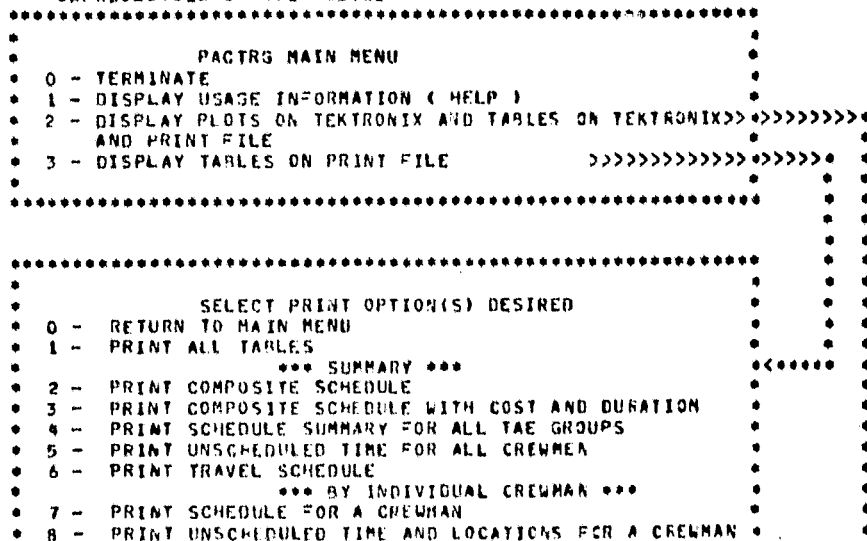 PACTRG MAIN MENU
0 - TERMINATE
1 - DISPLAY USAGE INFORMATION ( HELP )
2 - DISPLAY PLOTS ON TEKTRONIX AND TABLES ON TEKTRONIX>>*>>>>>>>>>*
AND PRINT FILE
3 - DISPLAY TABLES ON PRINT FILE >>>>>>>>>>>>>*>>>>>*
SELECT PRINT OPTION(S) DESIRED
0 - RETURN TO MAIN MENU
1 - PRINT ALL TABLES
*** SUMMARY ***
2 - PRINT COMPOSITE SCHEDULE
3 - PRINT COMPOSITE SCHEDULE WITH COST AND DURATION
4 - PRINT SCHEDULE SUMMARY FOR ALL TAE GROUPS
5 - PRINT UNSCHEDULED TIME FOR ALL CREWMEN
6 - PRINT TRAVEL SCHEDULE
*** BY INDIVIDUAL CREWMAN ***
7 - PRINT SCHEDULE FOR A CREWMAN
8 - PRINT UNSCHEDULED TIME AND LOCATIONS FOR A CREWMAN